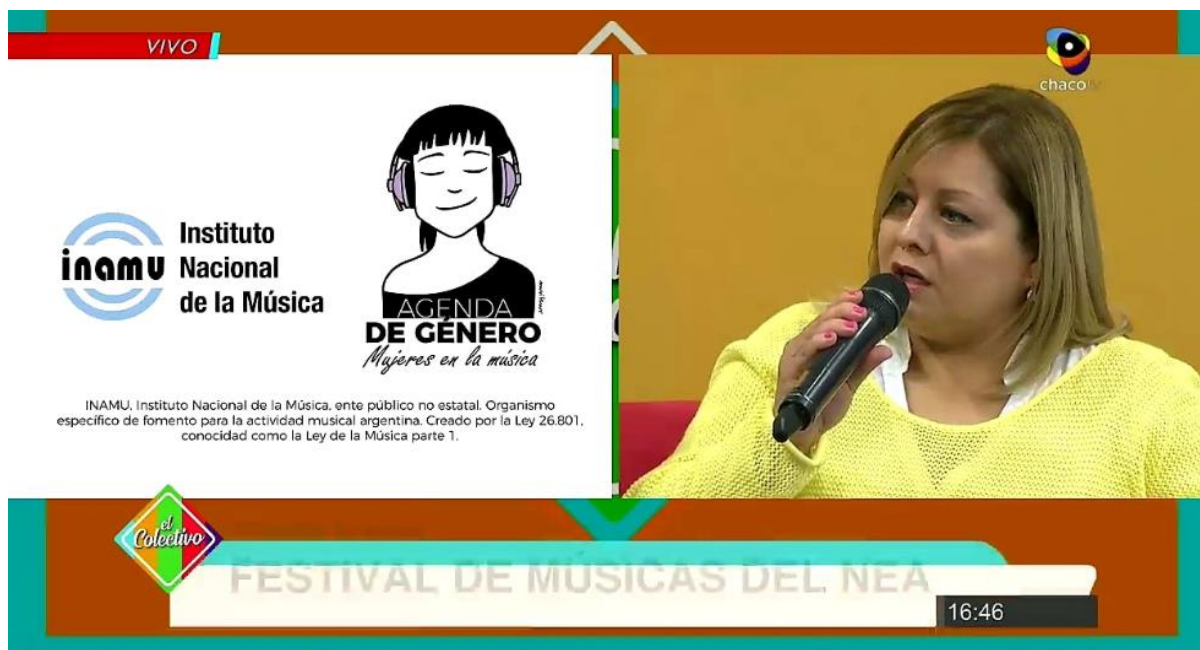 VIVO
chaco tv
inamu
Instituto
Nacional
de la Música
AGENDA
DE GÉNERO
Mujeres en la música
INAMU, Instituto Nacional de la Música, ente público no estatal. Organismo
específico de fomento para la actividad musical argentina. Creado por la Ley 26.801,
conocidad como la Ley de la Música parte 1.
el
Colectivo
FESTIVAL DE MÚSICAS DEL NEA
16:46